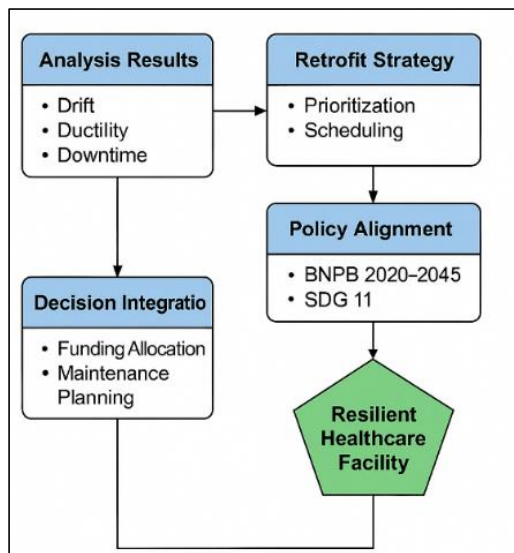 Analysis Results
• Drift
• Ductility
• Downtime
Retrofit Strategy
• Prioritization
• Scheduling
Policy Alignment
• BNPB 2020–2045
• SDG 11
Decision Integratio
• Funding Allocation
• Maintenance
Planning
Resilient
Healthcare
Facility